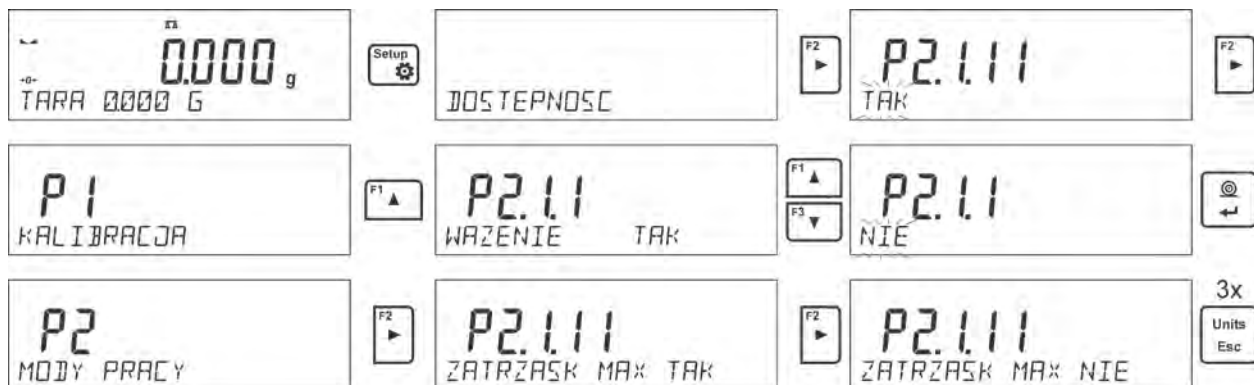 0.000 g
TARA 0.000 G
Setup
P1
KALIBRACJA
F1
P2
MODY PRACY
F2
DOSTEPNOSC
F2
P2.1.1
WAZENIE TAK
F1
F3
P2.1.11
ZATRZASK MAX TAK
F2
P2.1.11
TAK
F2
P2.1.1
NIE
P2.1.11
ZATRZASK MAX NIE
3x
Units
Esc